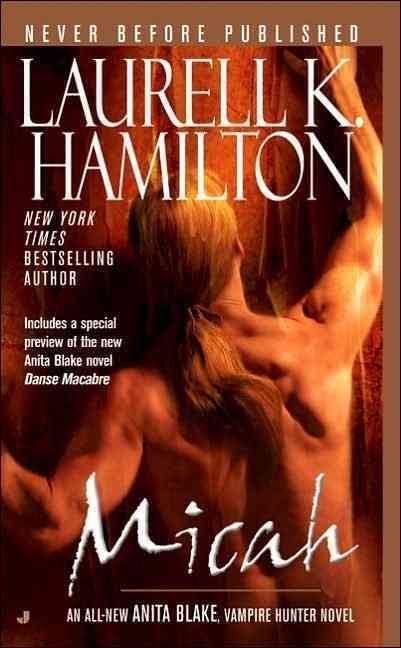 NEVER BEFORE PUBLISHED
LAURELL K.
HAMILTON
NEW YORK
TIMES
BESTSELLING
AUTHOR
Includes a special
preview of the new
Anita Blake novel
Danse Macabre
Micah
J
AN ALL-NEW ANITA BLAKE, VAMPIRE HUNTER NOVEL